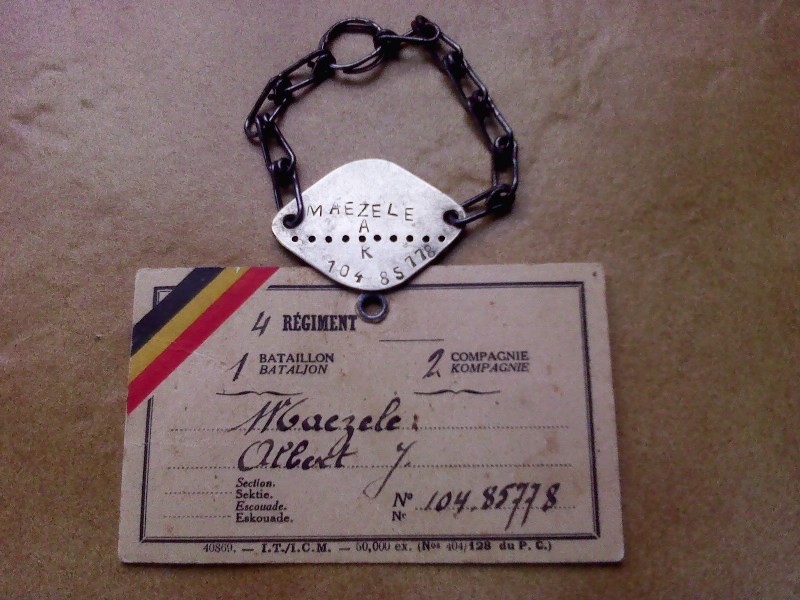 MAEZELE
A
K
104 85778
4 RÉGIMENT
1 BATAILLON 2 COMPAGNIE
BATALJON KOMPAGNIE
Maezele:
Albert J.
Section.
Sektie.
Escouade. Nº 104.85778
Eskouade. Nr
40869. — I.T./I.C.M. — 50,000 ex. (Nos 404/128 du P. C.)